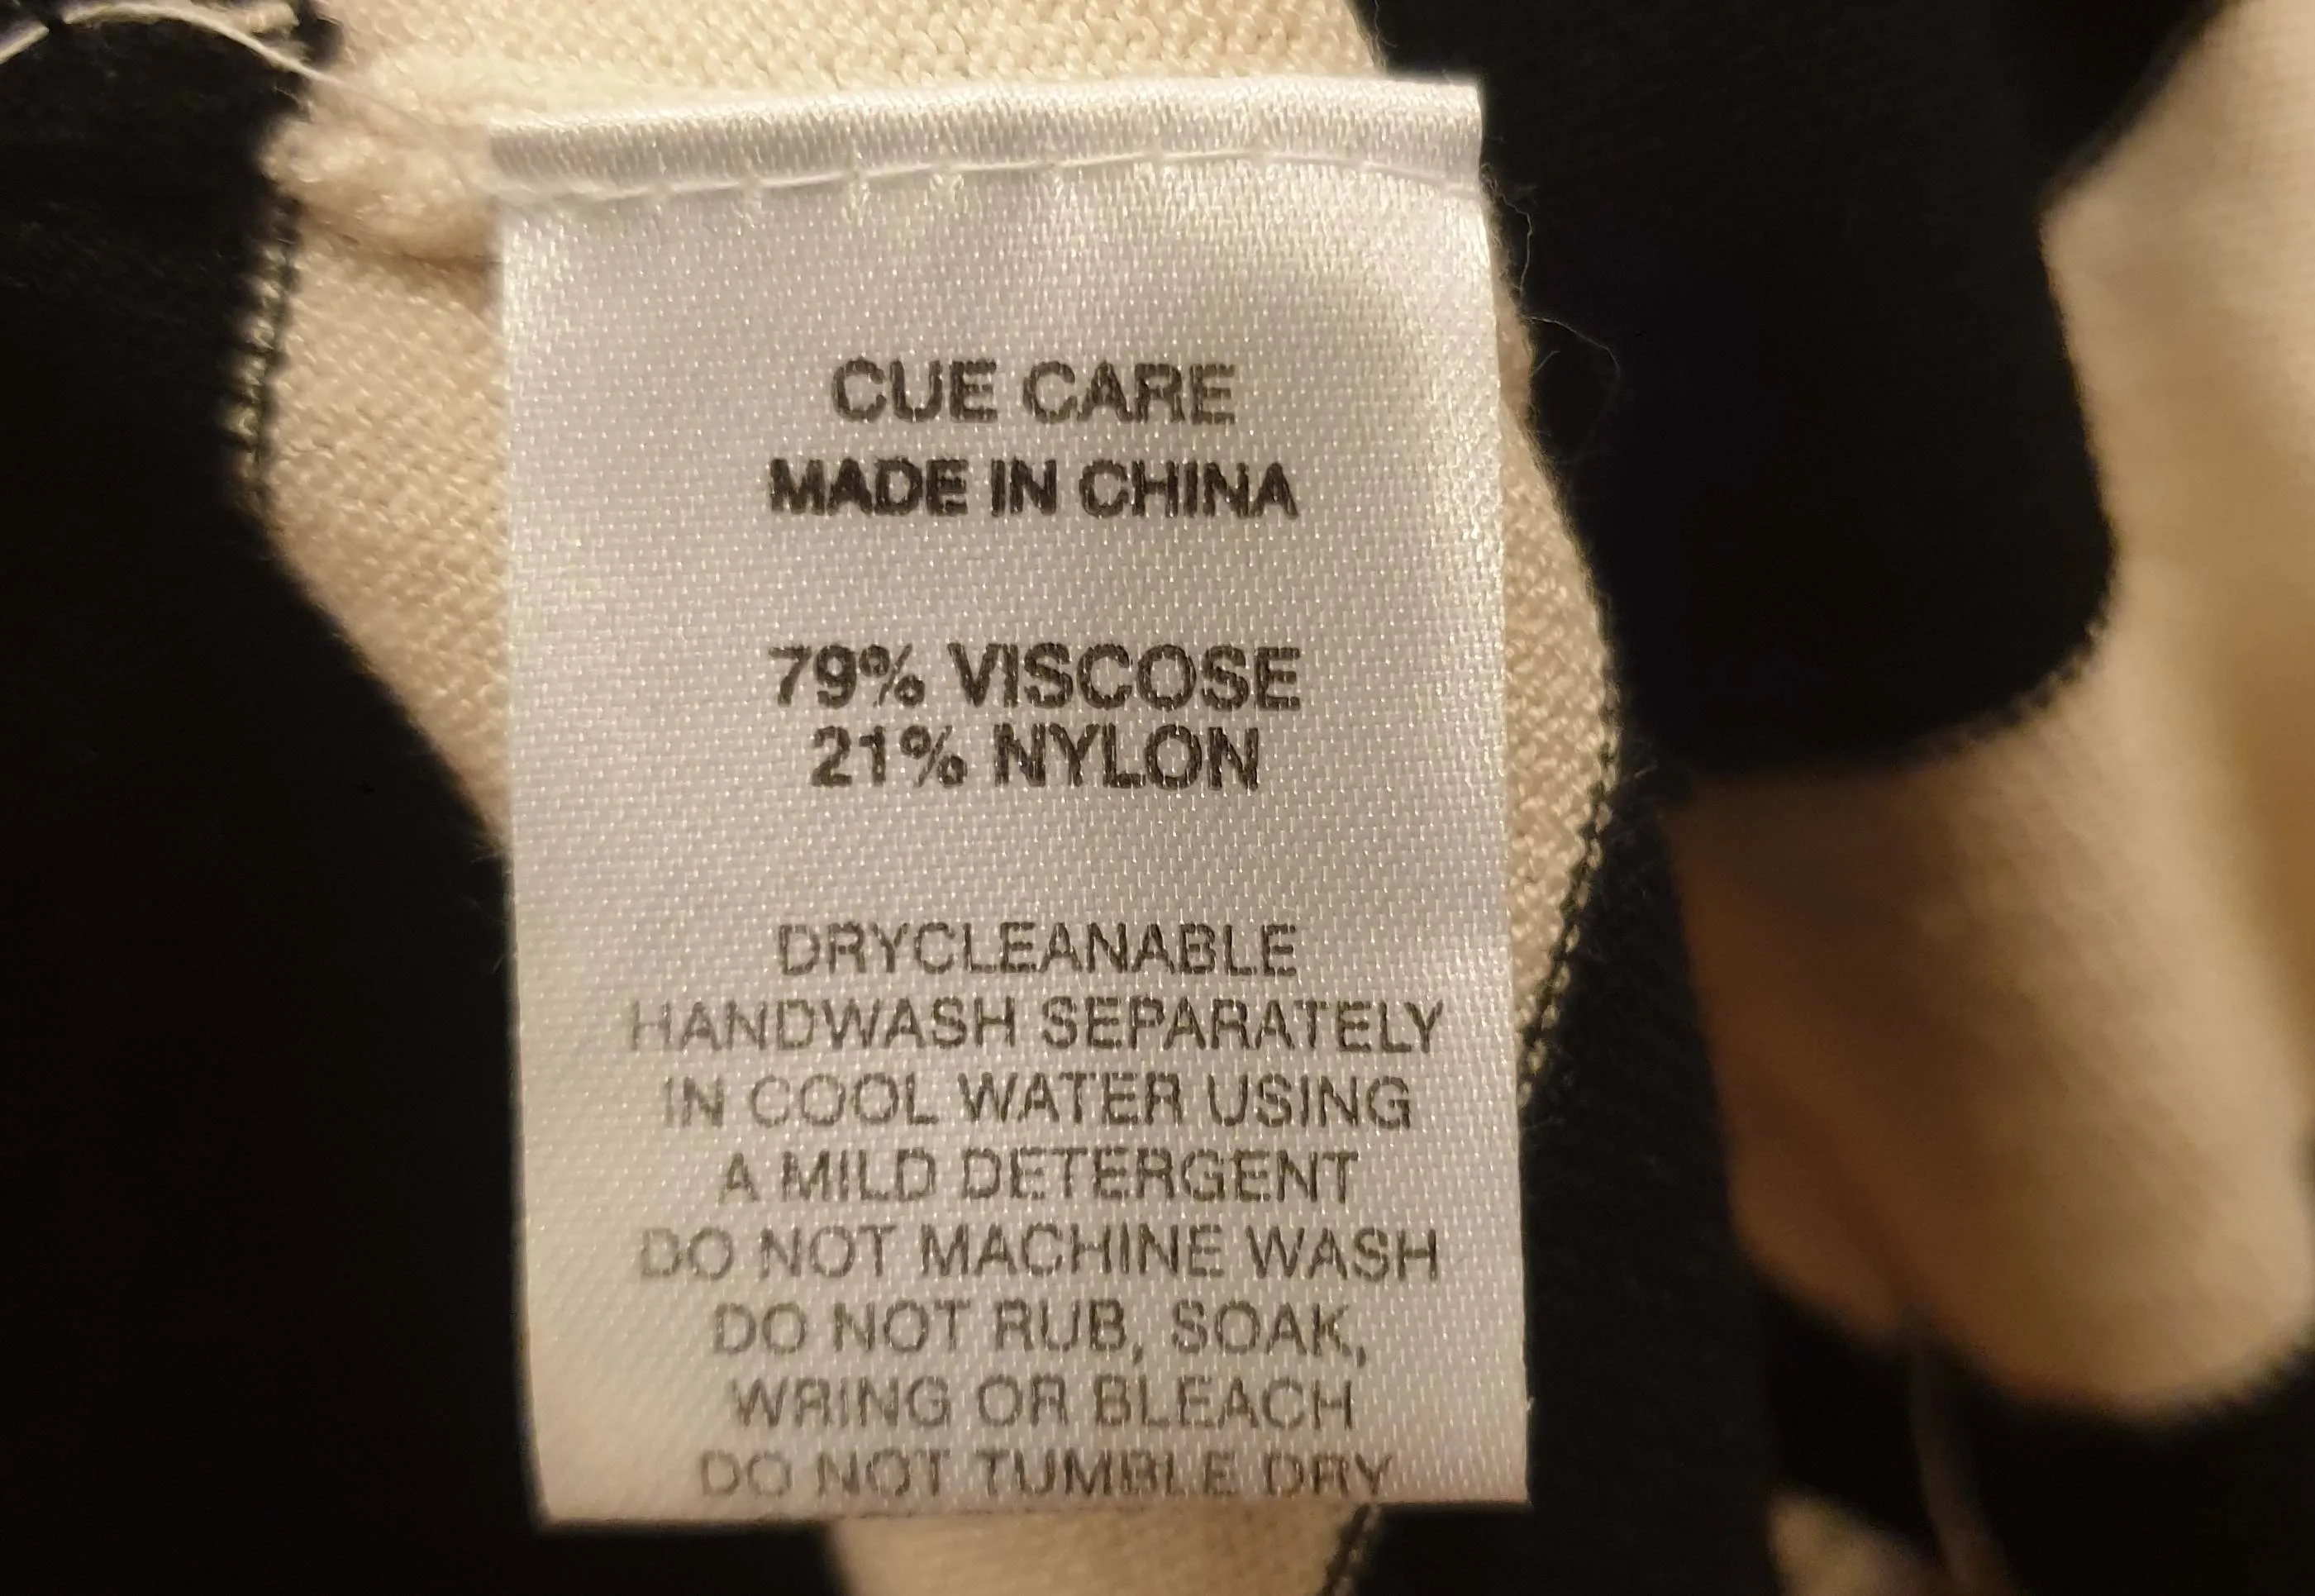 CUE CARE
MADE IN CHINA
79% VISCOSE
21% NYLON
DRYCLEANABLE
HANDWASH SEPARATELY
IN COOL WATER USING
A MILD DETERGENT
DO NOT MACHINE WASH
DO NOT RUB, SOAK,
WRING OR BLEACH
DO NOT TUMBLE DRY